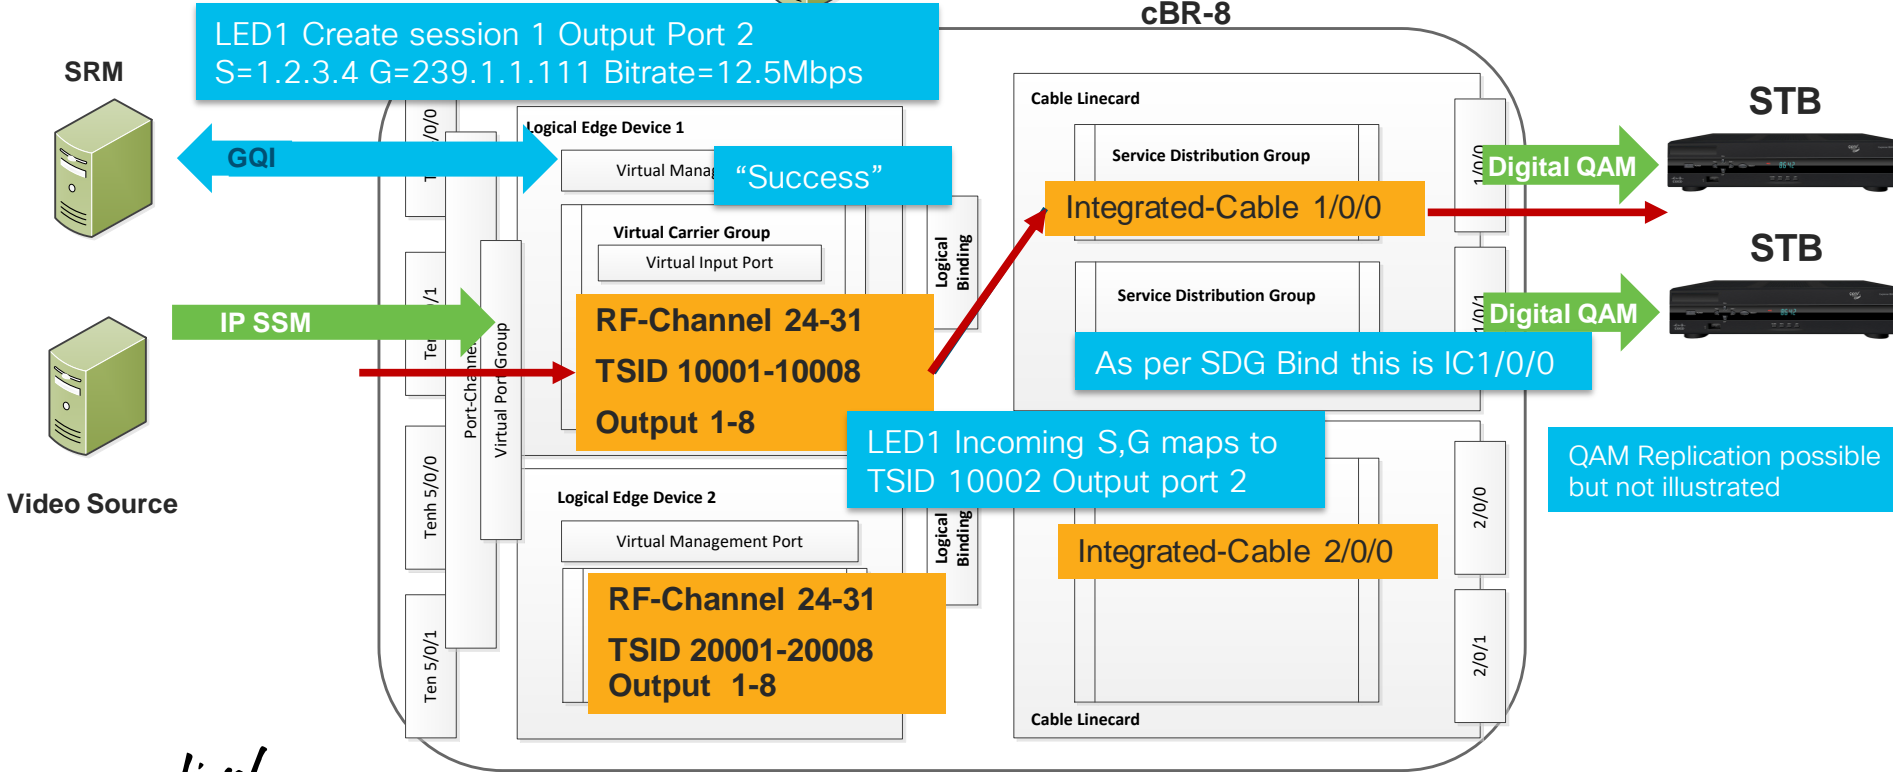 cBR-8
LED1 Create session 1 Output Port 2
S=1.2.3.4 G=239.1.1.111 Bitrate=12.5Mbps
SRM
GQI
Logical Edge Device 1
Virtual
"Success"
Virtual Carrier Group
Virtual Input Port
RF-Channel 24-31
TSID 10001-10008
Output 1-8
IP SSM
Video Source
Virtual Port Group
Tenh 5/0/0
Ten 5/0/1
Logical
Binding
Logical Edge Device 2
Virtual Management Port
RF-Channel 24-31
TSID 20001-20008
Output 1-8
LED1 Incoming S,G maps to
TSID 10002 Output port 2
Logical
Binding
Cable Linecard
Service Distribution Group
Integrated-Cable 1/0/0
1/0/0
Service Distribution Group
As per SDG Bind this is IC1/0/0
Integrated-Cable 2/0/0
Cable Linecard
2/0/0
2/0/1
STB
Digital QAM
STB
Digital QAM
QAM Replication possible
but not illustrated